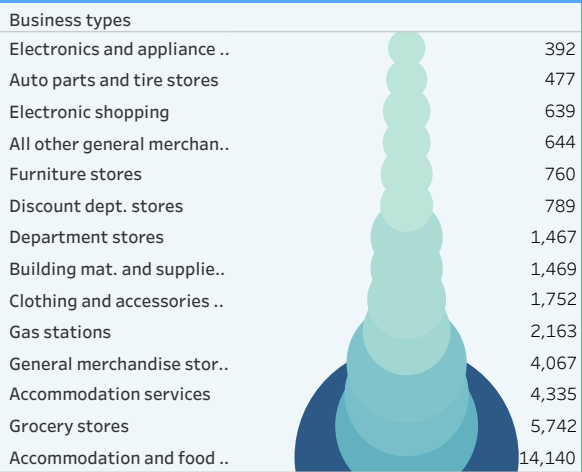 Business types
Electronics and appliance .. 392
Auto parts and tire stores 477
Electronic shopping 639
All other general merchan.. 644
Furniture stores 760
Discount dept. stores 789
Department stores 1,467
Building mat. and supplie.. 1,469
Clothing and accessories .. 1,752
Gas stations 2,163
General merchandise stor.. 4,067
Accommodation services 4,335
Grocery stores 5,742
Accommodation and food .. 14,140